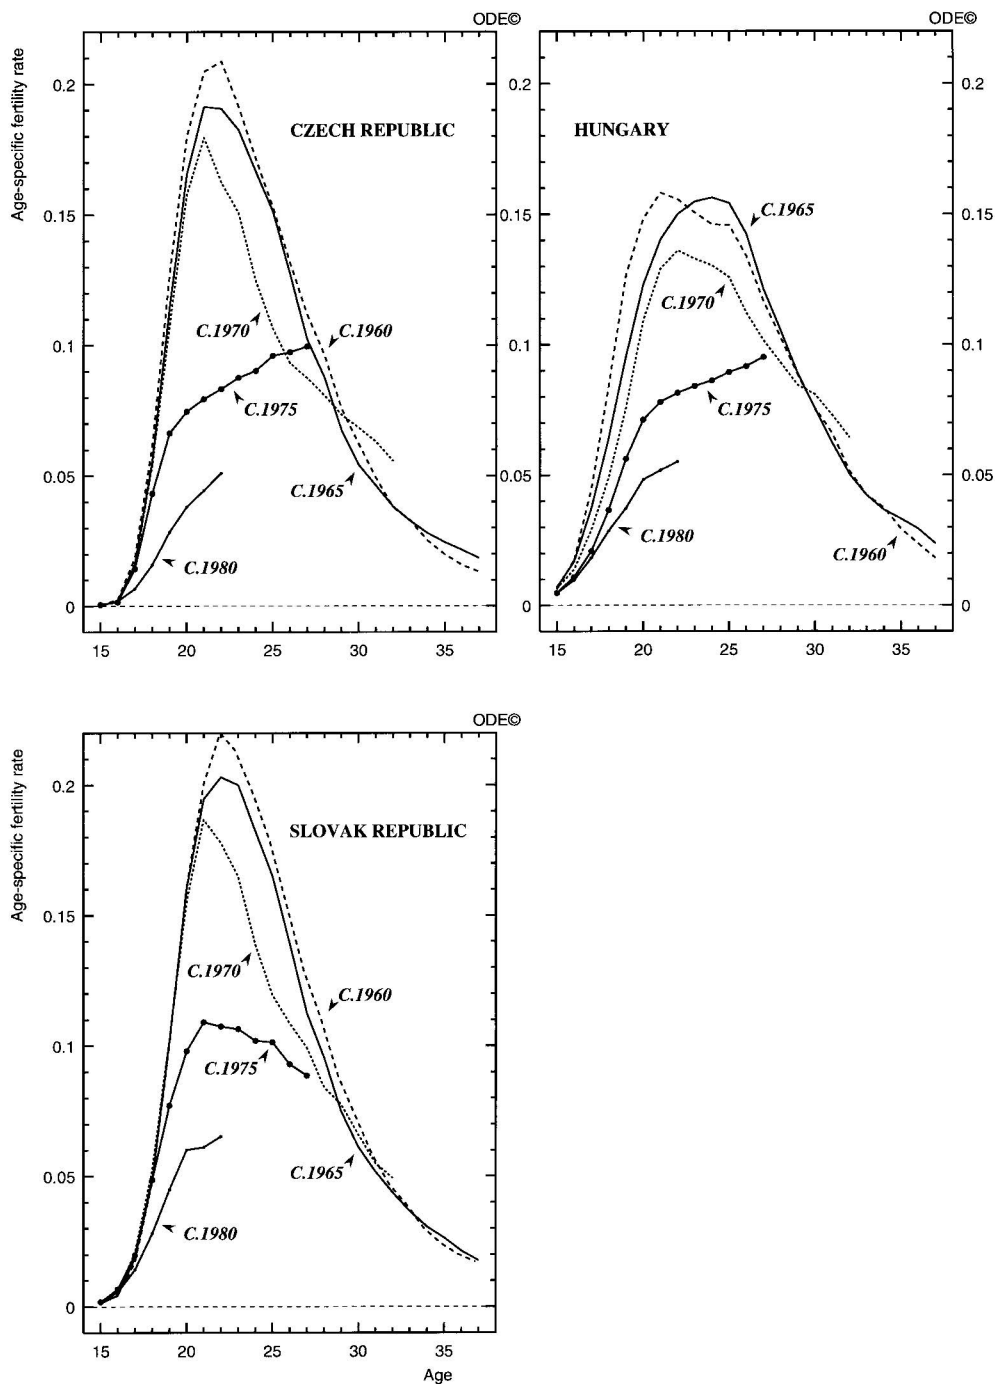 ODE©
ODE©
Age-specific fertility rate
0.2
0.15
0.1
0.05
0
CZECH REPUBLIC
C.1970
C.1960
C.1975
C.1965
C.1980
15 20 25 30 35
HUNGARY
C.1965
C.1970
C.1975
C.1980
C.1960
0.2
0.15
0.1
0.05
0
15 20 25 30 35
ODE©
Age-specific fertility rate
0.2
0.15
0.1
0.05
0
SLOVAK REPUBLIC
C.1970
C.1960
C.1975
C.1965
C.1980
15 20 25 30 35
Age